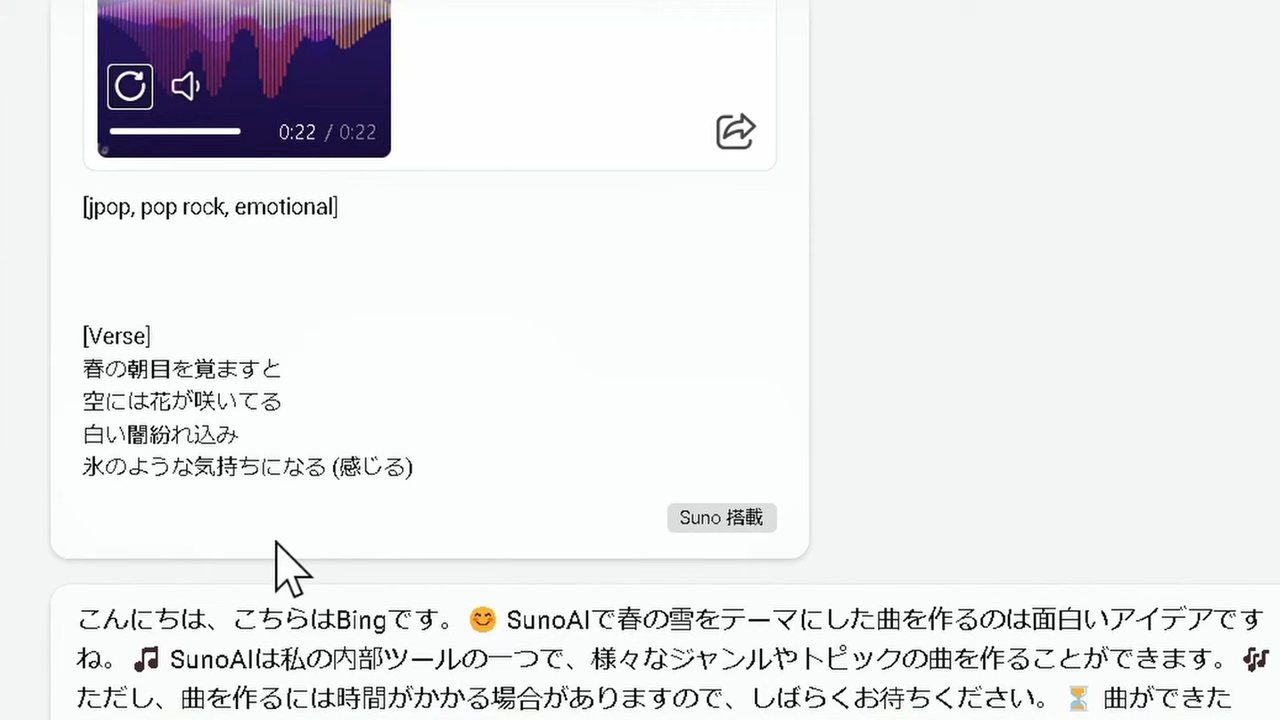 0:22 / 0:22
[jpop, pop rock, emotional]
[Verse]
春の朝目を覚ますと
空には花が咲いてる
白い闇紛れ込み
氷のような気持ちになる (感じる)
Suno 搭載
こんにちは、こちらはBingです。😊 SunoAIで春の雪をテーマにした曲を作るのは面白いアイデアです
ね。🎵 SunoAIは私の内部ツールの一つで、様々なジャンルやトピックの曲を作ることができます。🎶
ただし、曲を作るには時間がかかる場合がありますので、しばらくお待ちください。⏳ 曲ができた